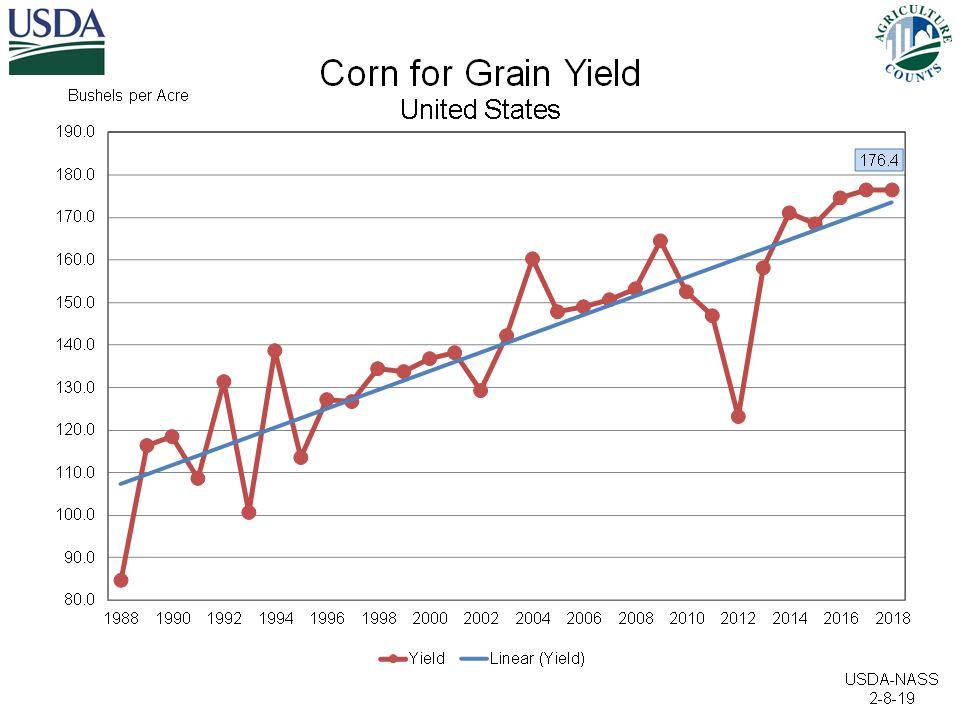 USDA
AGRICULTURE
COUNTS
Corn for Grain Yield
Bushels per Acre
United States
190.0
176.4
180.0
170.0
160.0
150.0
140.0
130.0
120.0
110.0
100.0
90.0
80.0
1988 1990 1992 1994 1996 1998 2000 2002 2004 2006 2008 2010 2012 2014 2016 2018
Yield Linear (Yield)
USDA-NASS
2-8-19